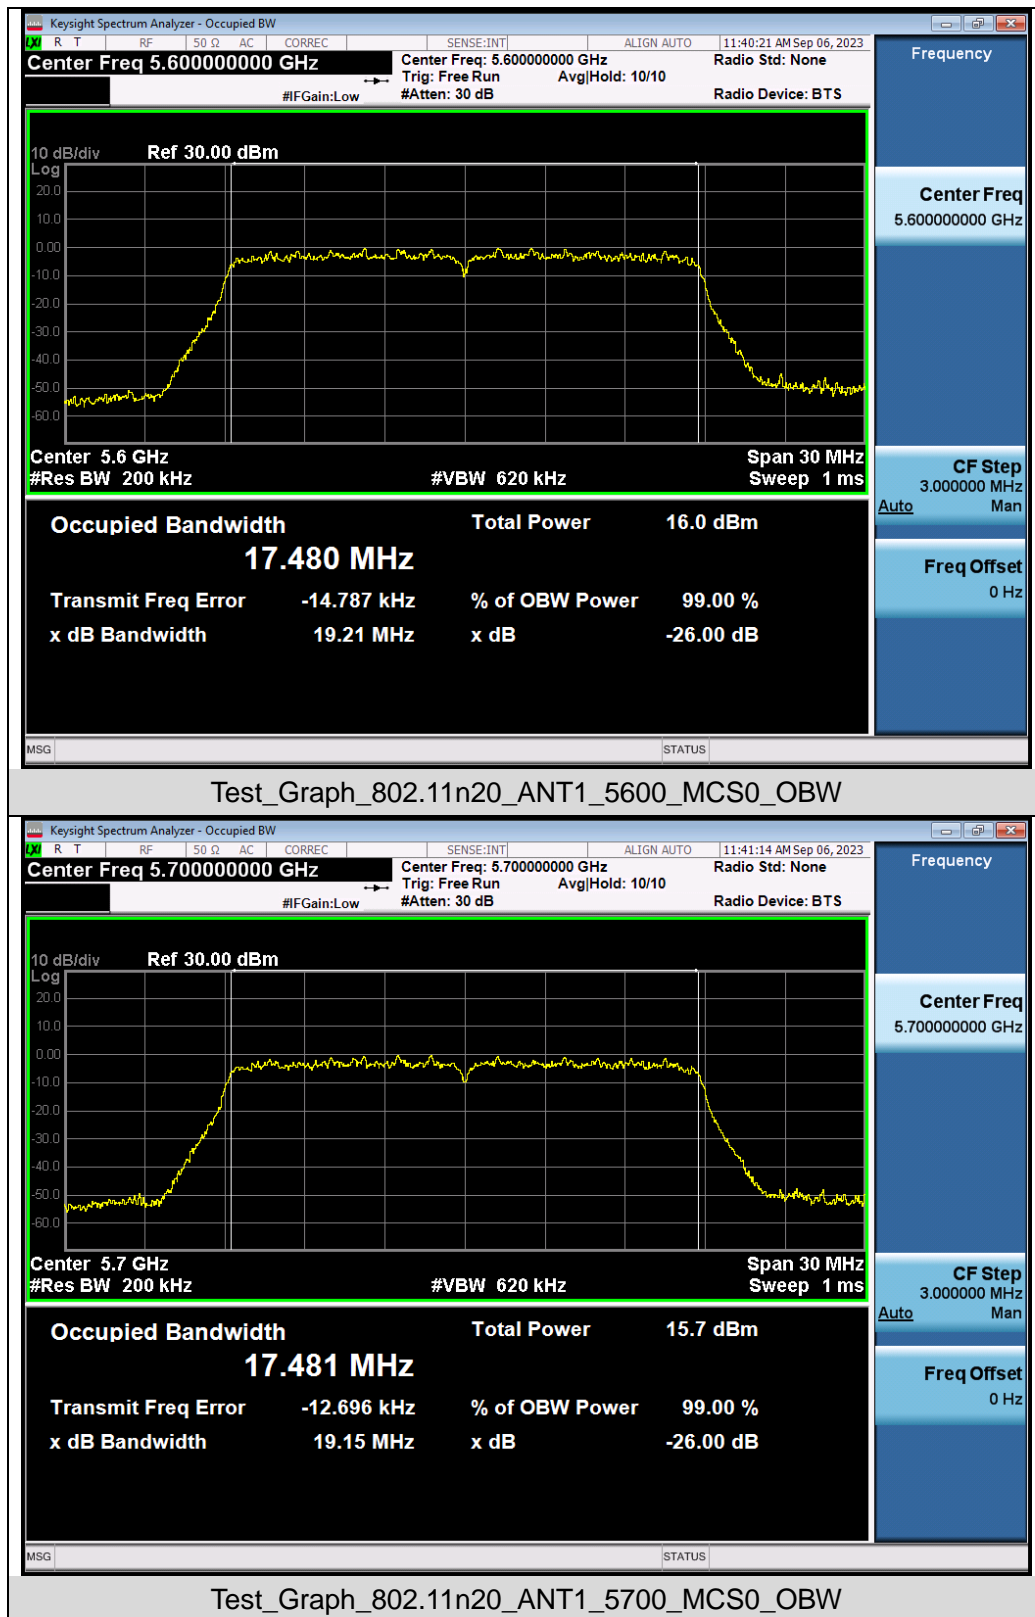 Keysight Spectrum Analyzer - Occupied BW
LXI R T RF 50 Ω AC CORREC SENSE:INT ALIGN AUTO 11:40:21 AM Sep 06, 2023
Center Freq 5.600000000 GHz
Center Freq: 5.600000000 GHz
Radio Std: None
Trig: Free Run Avg|Hold: 10/10
#IFGain:Low #Atten: 30 dB Radio Device: BTS
Frequency
10 dB/div Ref 30.00 dBm
Log
20.0
10.0
0.00
-10.0
-20.0
-30.0
-40.0
-50.0
-60.0
Center Freq
5.600000000 GHz
Center 5.6 GHz Span 30 MHz
#Res BW 200 kHz #VBW 620 kHz Sweep 1 ms
CF Step
3.000000 MHz
Auto Man
Freq Offset
0 Hz
Occupied Bandwidth Total Power 16.0 dBm
17.480 MHz
Transmit Freq Error -14.787 kHz % of OBW Power 99.00 %
x dB Bandwidth 19.21 MHz x dB -26.00 dB
MSG STATUS
Test_Graph_802.11n20_ANT1_5600_MCS0_OBW
Keysight Spectrum Analyzer - Occupied BW
LXI R T RF 50 Ω AC CORREC SENSE:INT ALIGN AUTO 11:41:14 AM Sep 06, 2023
Center Freq 5.700000000 GHz
Center Freq: 5.700000000 GHz
Radio Std: None
Trig: Free Run Avg|Hold: 10/10
#IFGain:Low #Atten: 30 dB Radio Device: BTS
Frequency
10 dB/div Ref 30.00 dBm
Log
20.0
10.0
0.00
-10.0
-20.0
-30.0
-40.0
-50.0
-60.0
Center Freq
5.700000000 GHz
Center 5.7 GHz Span 30 MHz
#Res BW 200 kHz #VBW 620 kHz Sweep 1 ms
CF Step
3.000000 MHz
Auto Man
Freq Offset
0 Hz
Occupied Bandwidth Total Power 15.7 dBm
17.481 MHz
Transmit Freq Error -12.696 kHz % of OBW Power 99.00 %
x dB Bandwidth 19.15 MHz x dB -26.00 dB
MSG STATUS
Test_Graph_802.11n20_ANT1_5700_MCS0_OBW